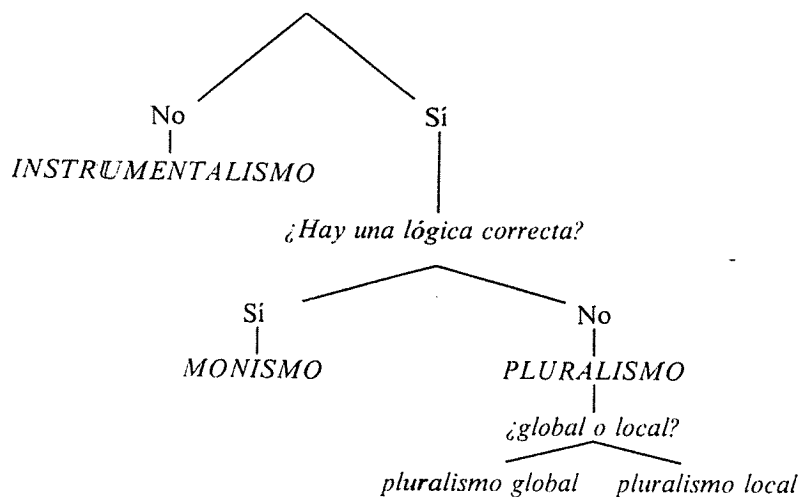 No
Sí
INSTRUMENTALISMO
¿Hay una lógica correcta?
Sí
No
MONISMO
PLURALISMO
¿global o local?
pluralismo global
pluralismo local